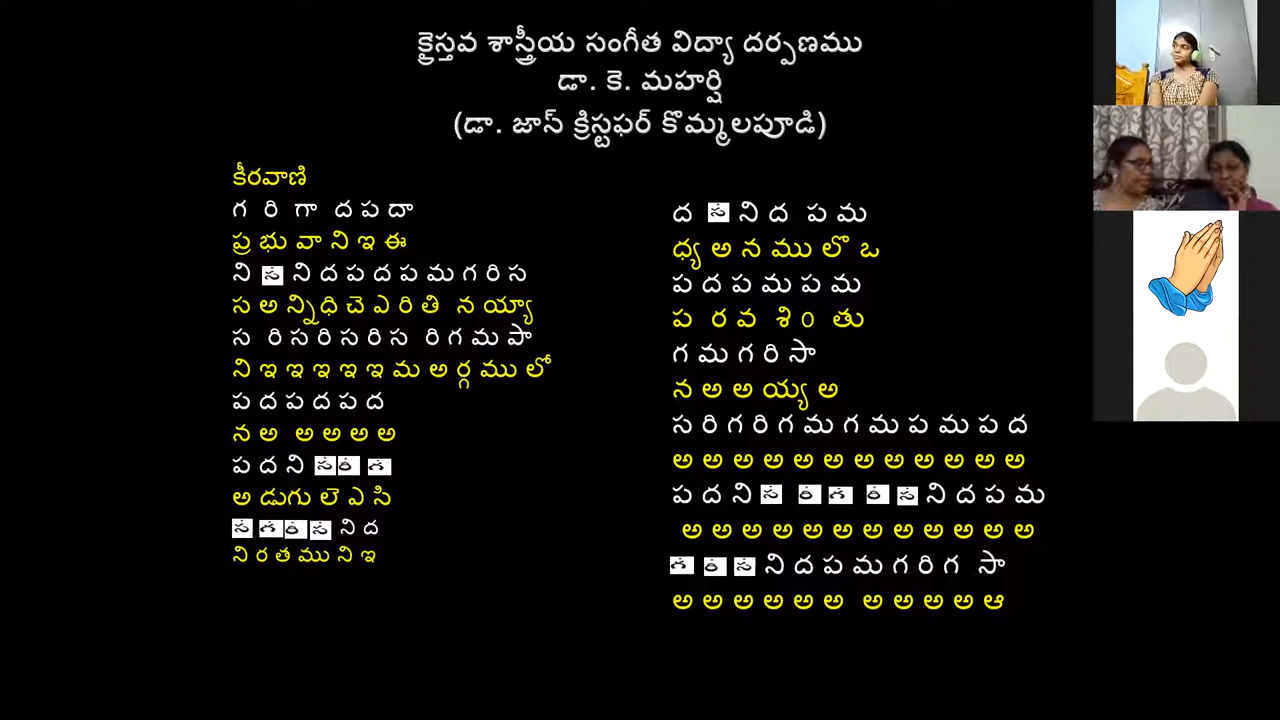 క్రైస్తవ శాస్త్రీయ సంగీత విద్యా దర్పణము
డా. కె. మహర్షి
(డా. జాస్ క్రిస్టఫర్ కొమ్మలపూడి)
కీరవాణి
గ రి గా ద ప దా
ప్ర భు వా ని ఇ ఈ
ని స ని ద ప ద ప మ గ రి స
స అ న్ని ధి చె ఎ రి తి న య్యా
స రి స రి స రి స రి గ మ పా
ని ఇ ఇ ఇ ఇ ఇ మ అ ర్గ ము లో
ప ద ప ద ప ద
న అ అ అ అ అ
ప ద ని స రి గ
అ డు గు లె ఎ సి
స గ రి స ని ద
ని ర త ము ని ఇ
ద స ని ద ప మ
ధ్య అ న ము లొ ఒ
ప ద ప మ ప మ
ప ర వ శి o తు
గ మ గ రి సా
న అ అ య్య అ
స రి గ రి గ మ గ మ ప మ ప ద
అ అ అ అ అ అ అ అ అ అ అ అ
ప ద ని స రి గ రి స ని ద ప మ
అ అ అ అ అ అ అ అ అ అ అ అ
గ రి స ని ద ప మ గ రి గ సా
అ అ అ అ అ అ అ అ అ అ ఆ